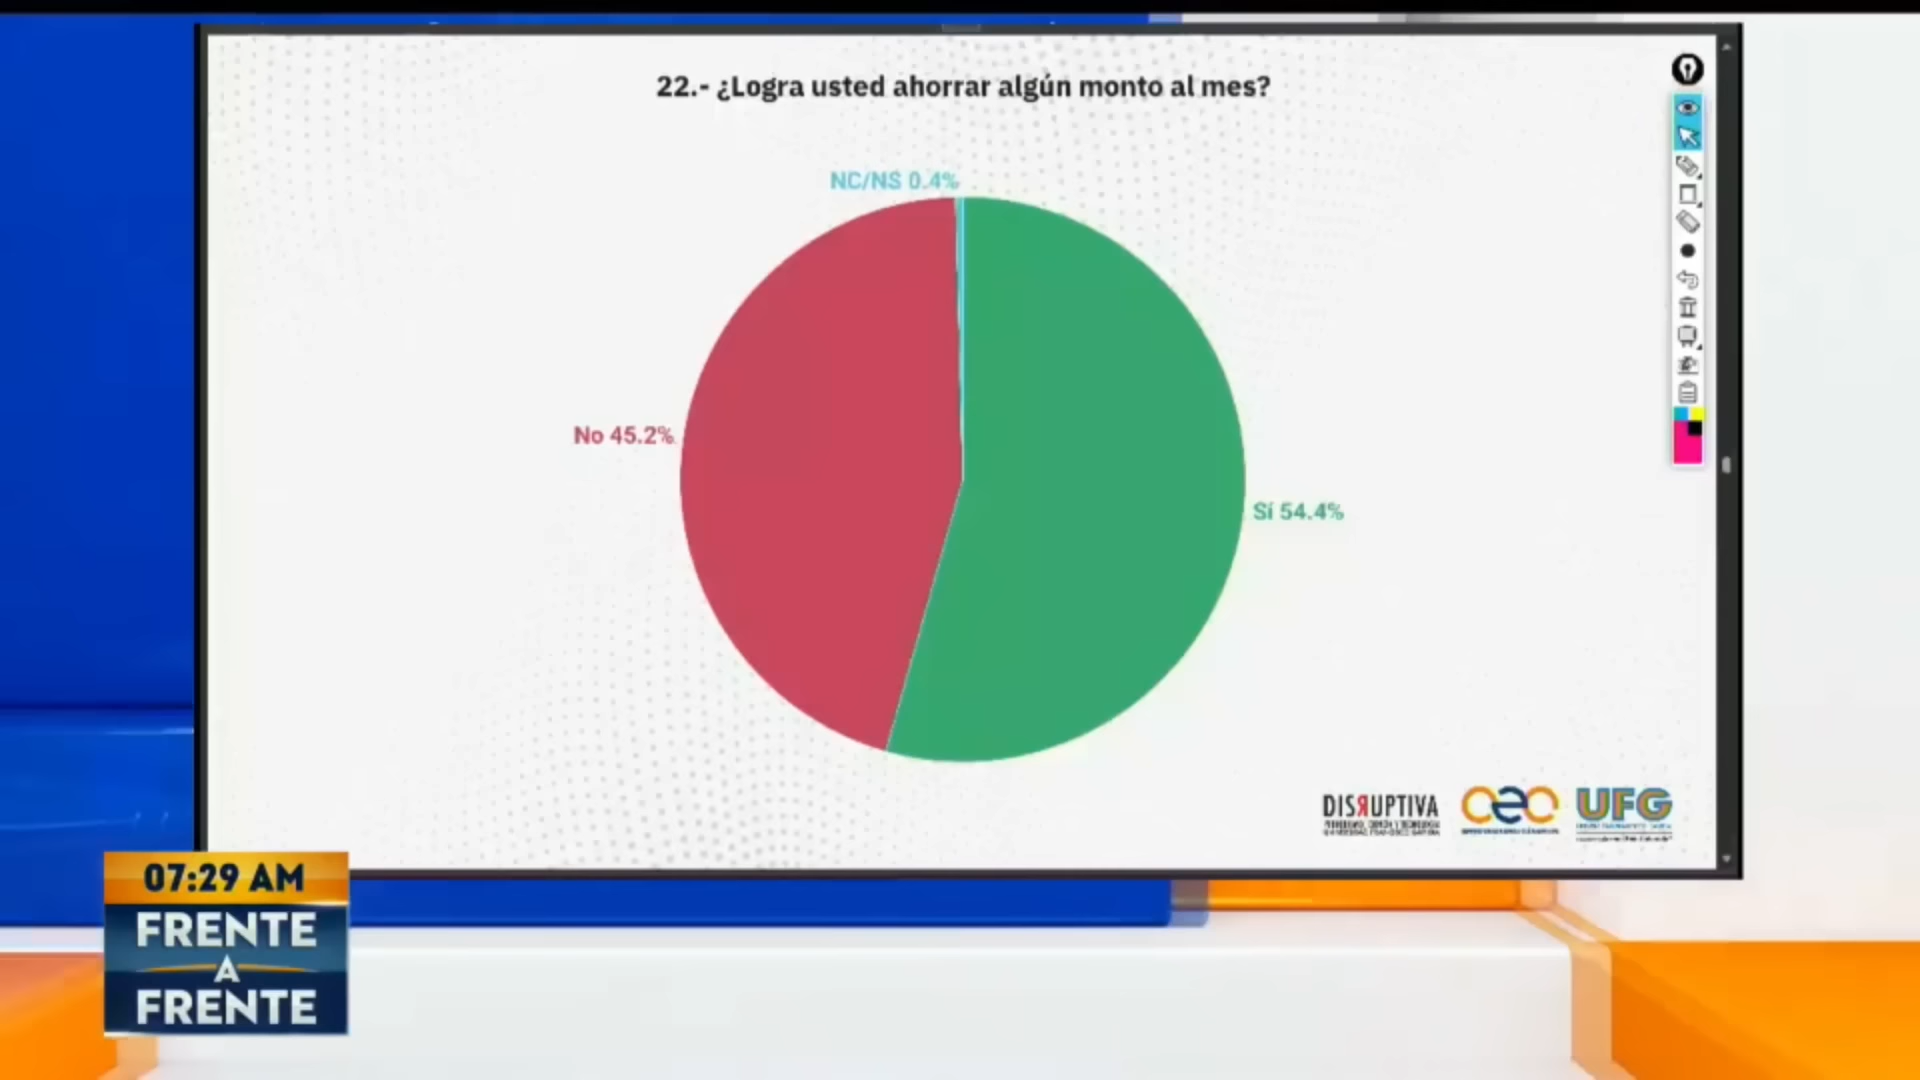 22.- ¿Logra usted ahorrar algún monto al mes?
NC/NS 0.4%
No 45.2%
Sí 54.4%
DISRUPTIVA
ceo
UFG
07:29 AM
FRENTE
A
FRENTE